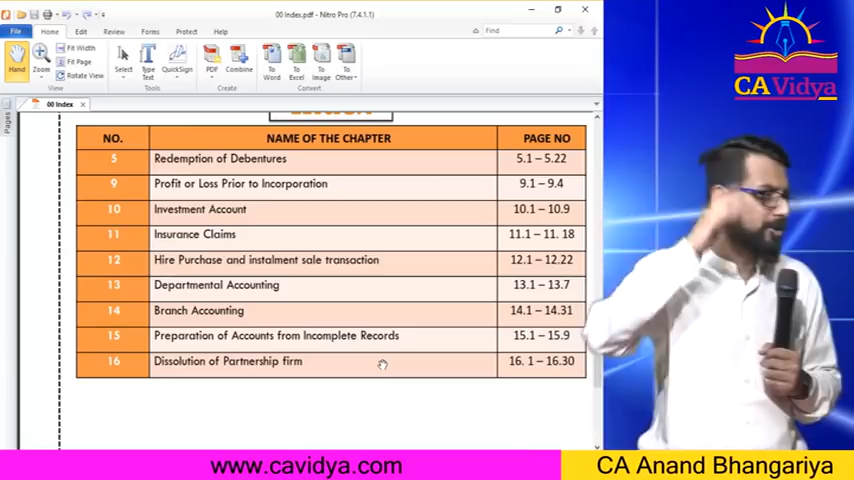 00 Index.pdf - Nitro Pro (7.4.1.1)
File Home Edit Review Forms Protect Help
Find
Hand
Zoom
Fit Width
Fit Page
Rotate View
View
Select
Type Text
QuickSign
Tools
PDF
Combine
Create
To Word
To Excel
To Image
To Other
Convert
00 Index
Pages
NO. NAME OF THE CHAPTER PAGE NO
5 Redemption of Debentures 5.1 – 5.22
9 Profit or Loss Prior to Incorporation 9.1 – 9.4
10 Investment Account 10.1 – 10.9
11 Insurance Claims 11.1 – 11. 18
12 Hire Purchase and instalment sale transaction 12.1 – 12.22
13 Departmental Accounting 13.1 – 13.7
14 Branch Accounting 14.1 – 14.31
15 Preparation of Accounts from Incomplete Records 15.1 – 15.9
16 Dissolution of Partnership firm 16. 1 – 16.30
CA Vidya
www.cavidya.com
CA Anand Bhangariya